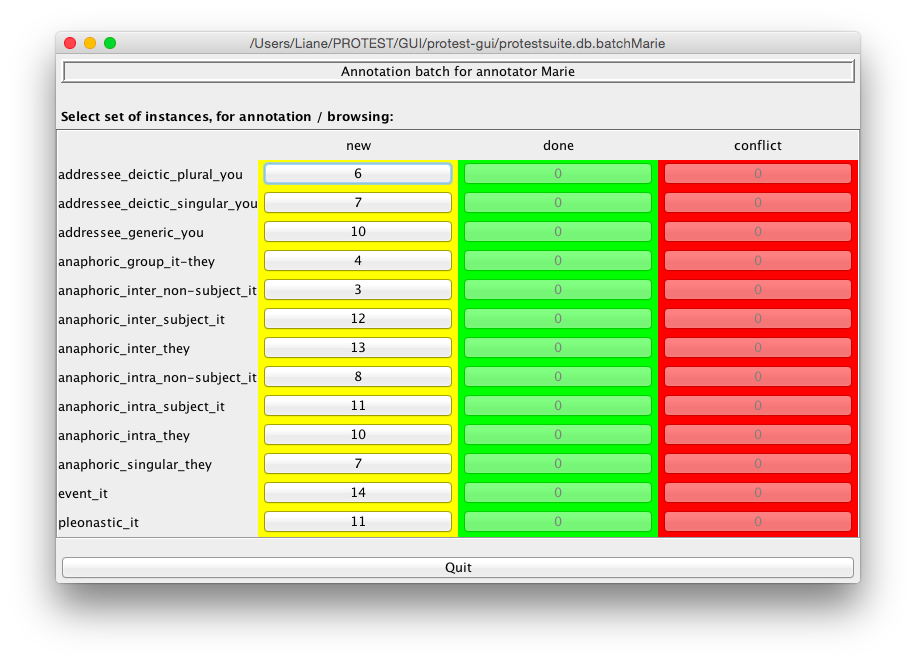 /Users/Liane/PROTEST/GUI/protest-gui/protestsuite.db.batchMarie
Annotation batch for annotator Marie
Select set of instances, for annotation / browsing:
new done conflict
addressee_deictic_plural_you 6 0 0
addressee_deictic_singular_you 7 0 0
addressee_generic_you 10 0 0
anaphoric_group_it-they 4 0 0
anaphoric_inter_non-subject_it 3 0 0
anaphoric_inter_subject_it 12 0 0
anaphoric_inter_they 13 0 0
anaphoric_intra_non-subject_it 8 0 0
anaphoric_intra_subject_it 11 0 0
anaphoric_intra_they 10 0 0
anaphoric_singular_they 7 0 0
event_it 14 0 0
pleonastic_it 11 0 0
Quit